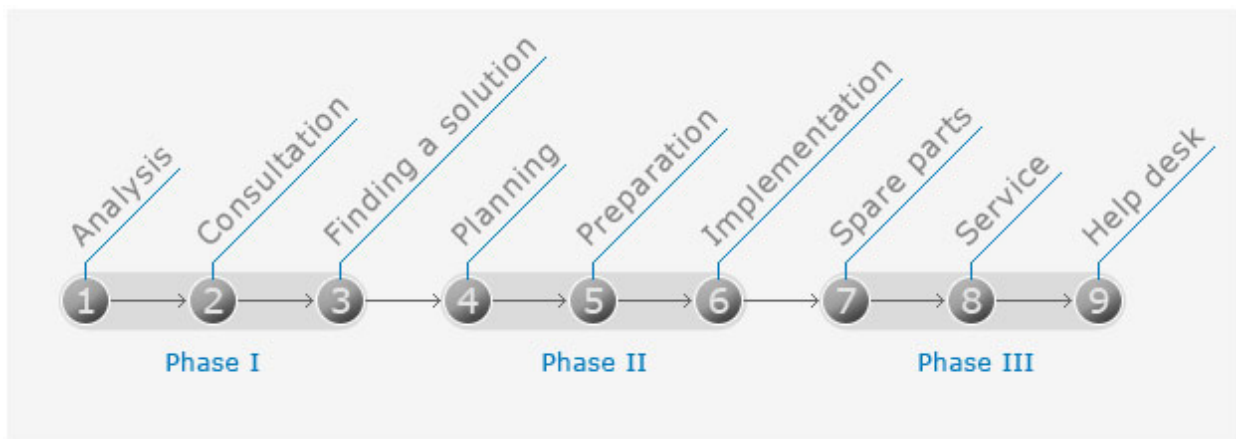 Analysis
Consultation
Finding a solution
Planning
Preparation
Implementation
Spare parts
Service
Help desk
1
2
3
4
5
6
7
8
9
Phase I
Phase II
Phase III